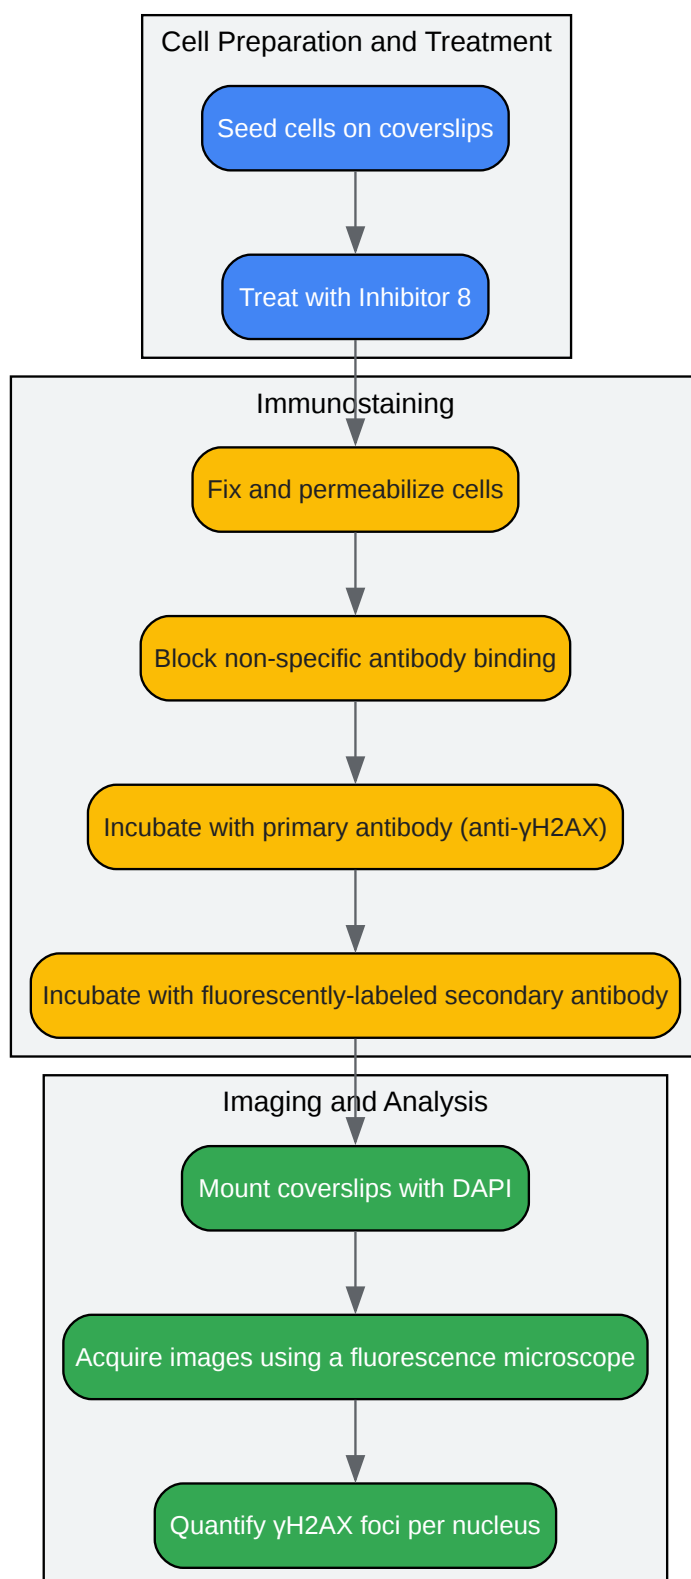 Cell Preparation and Treatment
Seed cells on coverslips
Treat with Inhibitor 8
Immunostaining
Fix and permeabilize cells
Block non-specific antibody binding
Incubate with primary antibody (anti-γH2AX)
Incubate with fluorescently-labeled secondary antibody
Imaging and Analysis
Mount coverslips with DAPI
Acquire images using a fluorescence microscope
Quantify γH2AX foci per nucleus